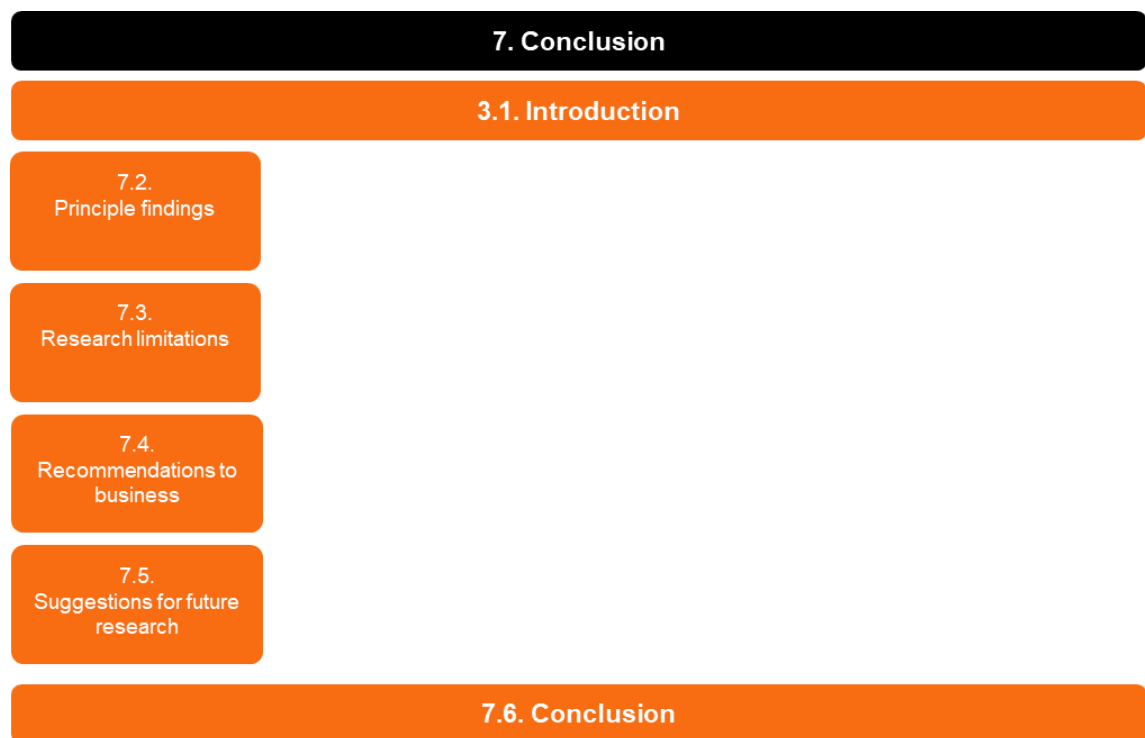 7. Conclusion
3.1. Introduction
7.2.
Principle findings
7.3.
Research limitations
7.4.
Recommendations to
business
7.5.
Suggestions for future
research
7.6. Conclusion